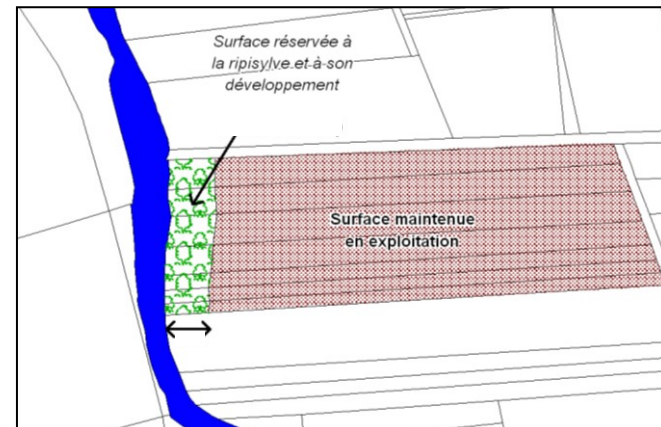 Surface réservée à
la ripisylve et à son
développement
Surface maintenue
en exploitation